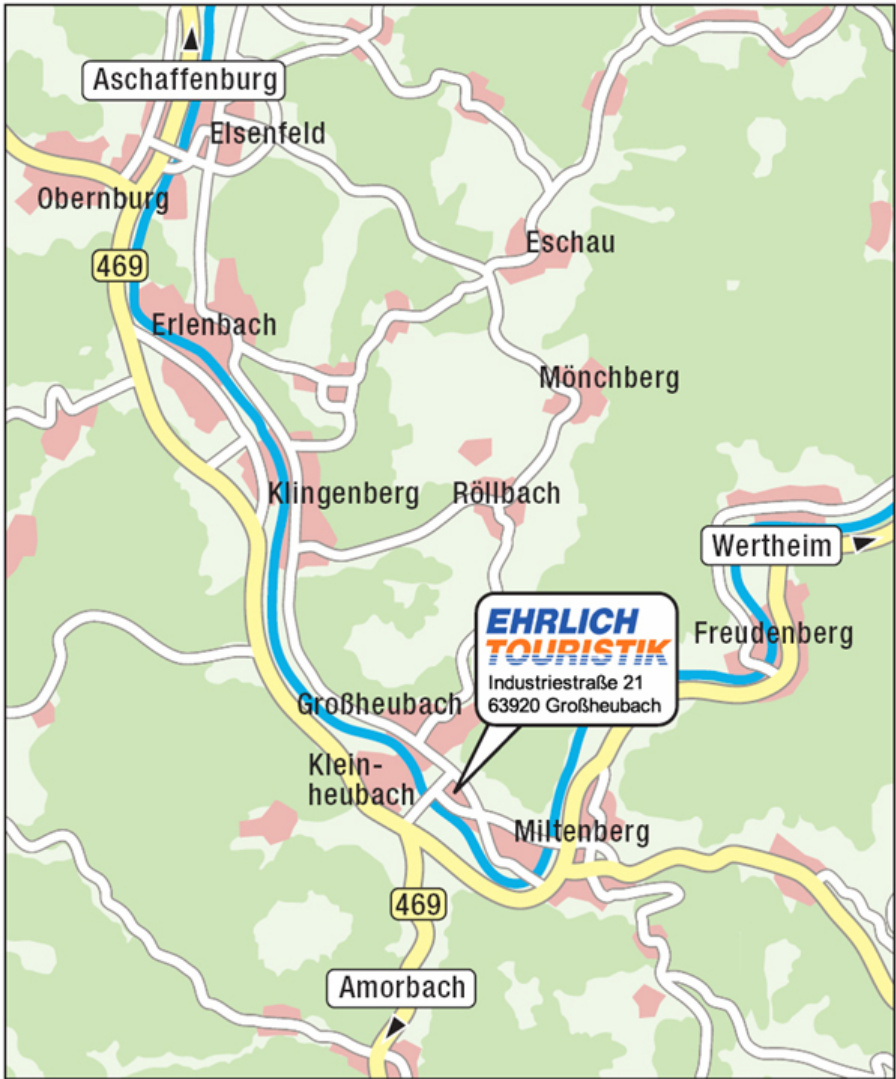 Aschaffenburg
Elsenfeld
Obernburg
Eschau
469
Erlenbach
Mönchberg
Klingenberg
Röllbach
Wertheim
EHRLICH
TOURISTIK
Industriestraße 21
63920 Großheubach
Freudenberg
Großheubach
Klein-
heubach
Miltenberg
469
Amorbach